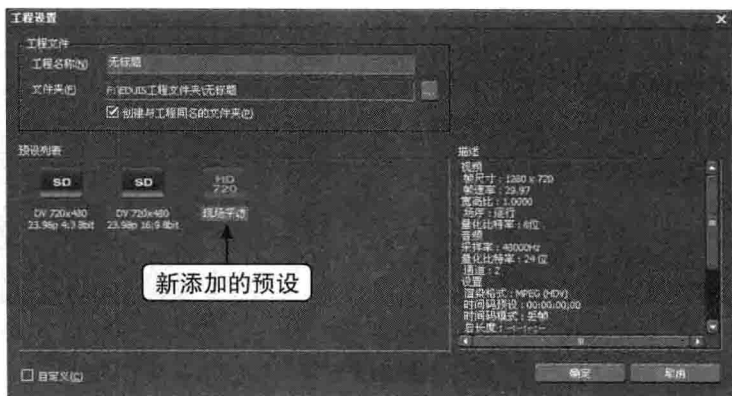 工程设置
工程文件
工程名称(N) 无标题
文件夹(F) F:\EDIUS工程文件夹\无标题
创建与工程同名的文件夹(P)
预设列表
SD
SD
HD
720
DV 720x480
23.98p 4:3 8bit
DV 720x480
23.98p 16:9 8bit
新添加的预设
描述
视频
帧尺寸：1280 x 720
帧速率：29.97
宽高比：1.0000
场序：逐行
量化比特率：8位
音频
采样率：48000Hz
量化比特率：24 位
通道：2
设置
渲染格式：MPEG (HDV)
时间码预设：00:00:00;00
时间码模式：丢帧
总长度：--:--:--:--
自定义(C)
确定
取消